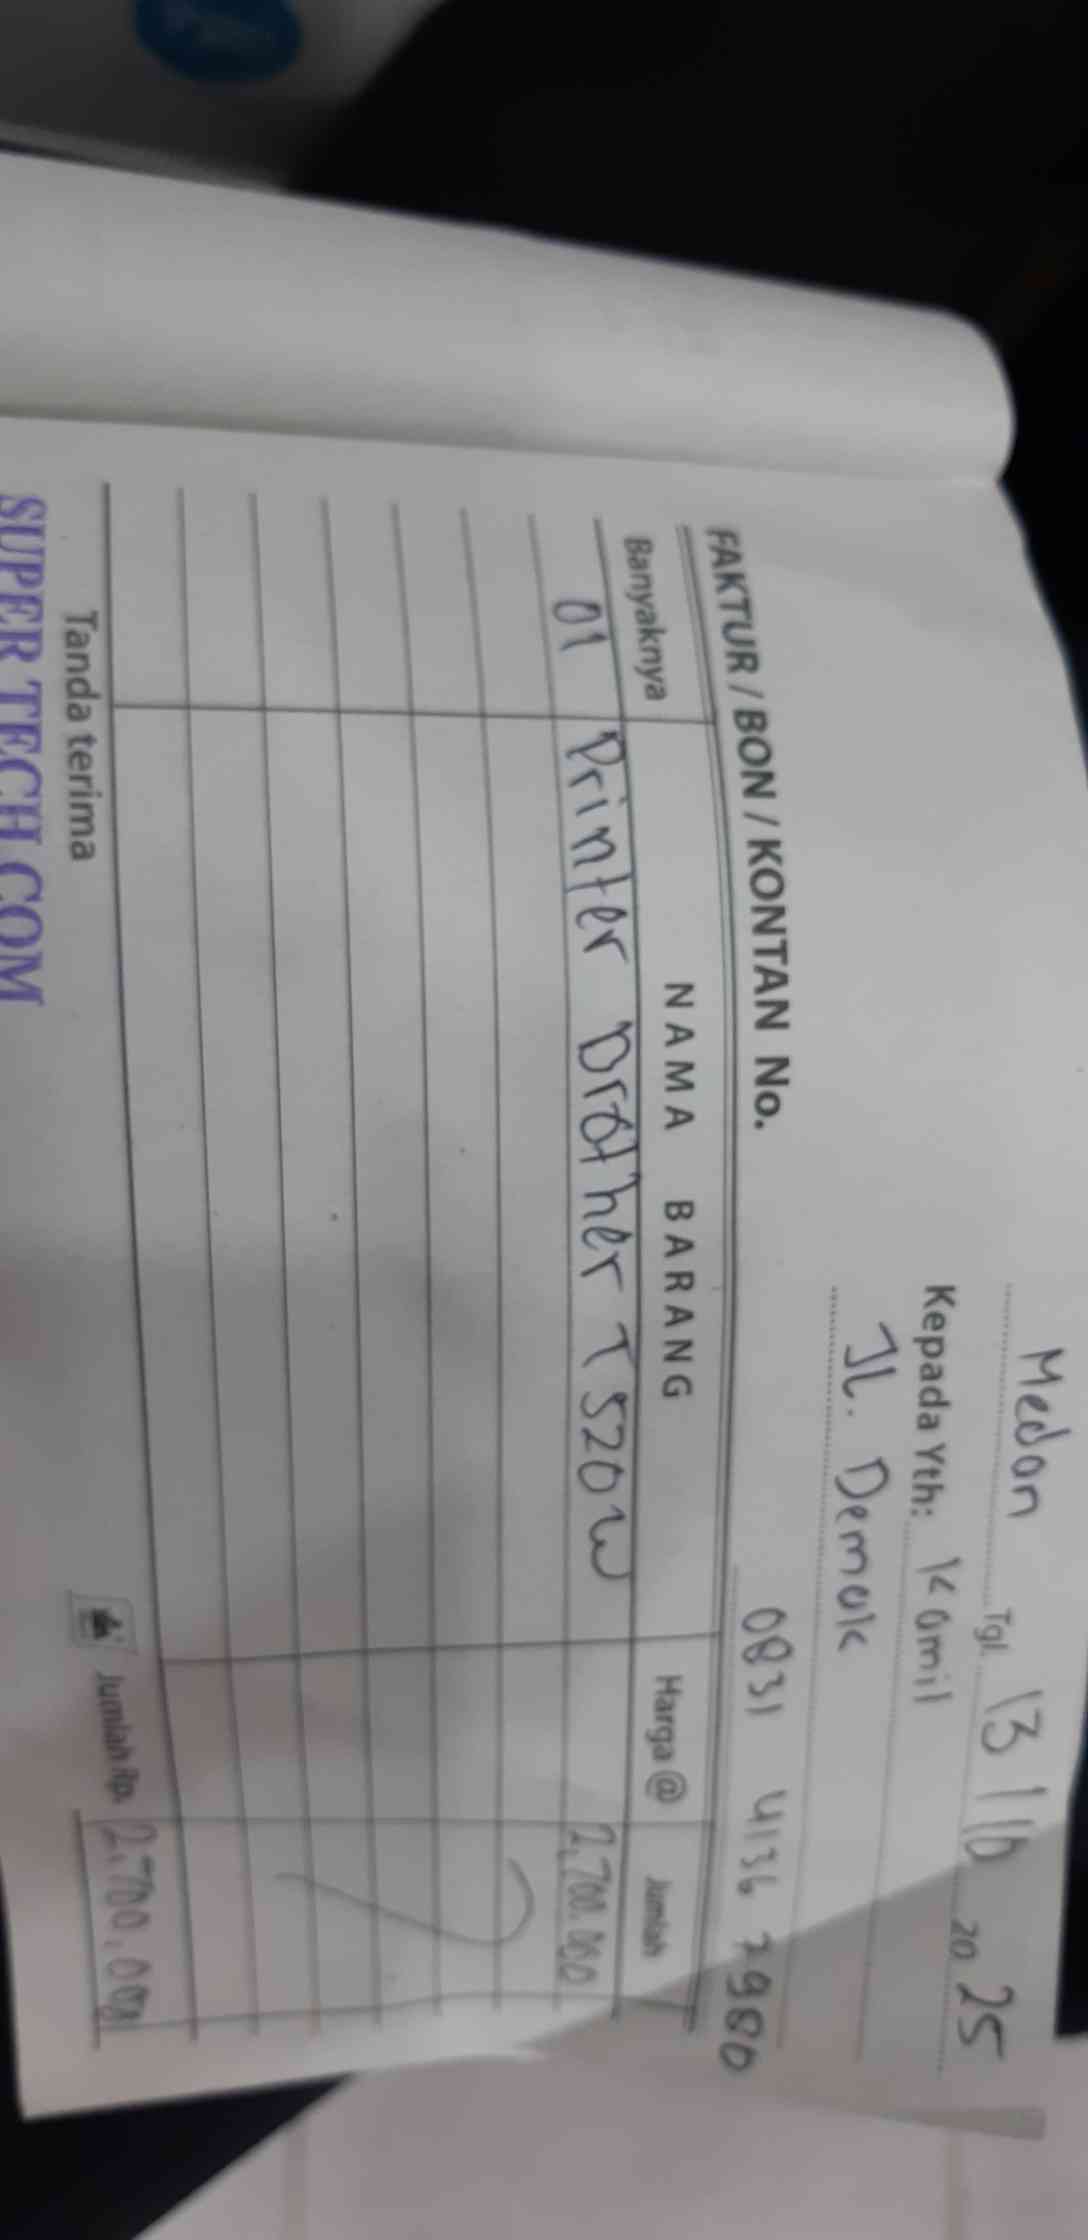 Medan Tgl. 13 / 10 20 25
Kepada Yth: Kamil
JL. Demak
0831 4136 7980
FAKTUR / BON / KONTAN No.
Banyaknya NAMA BARANG Harga @ Jumlah
01 Printer Brother T 520 W 2.700.000
Tanda terima Jumlah Rp. 2.700.000
SUPER TECH COM